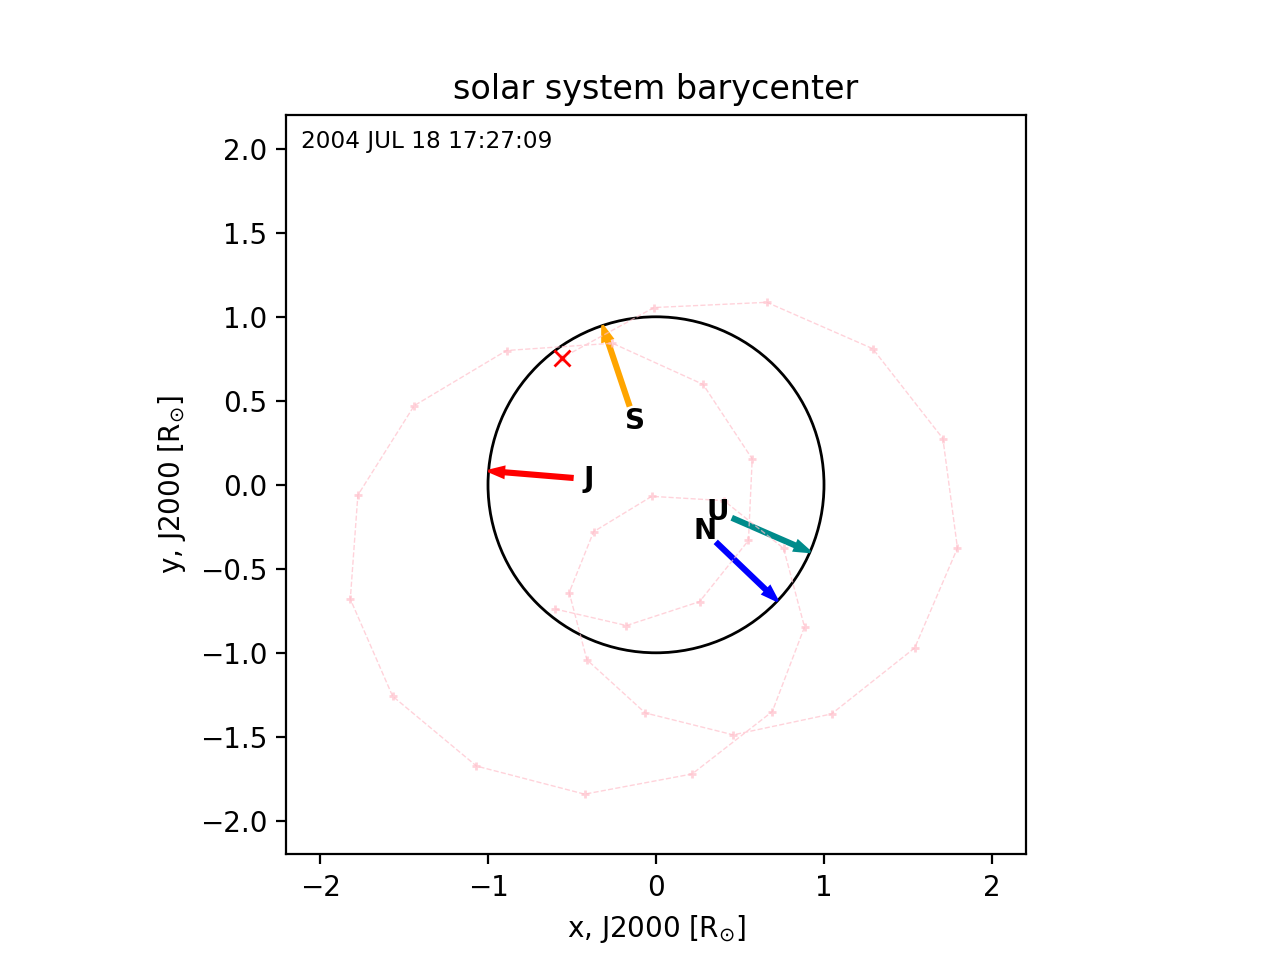 solar system barycenter
2004 JUL 18 17:27:09
2.0
1.5
1.0
0.5
0.0
−0.5
−1.0
−1.5
−2.0
y, J2000 [R☉]
S
J
U
N
−2 −1 0 1 2
x, J2000 [R☉]